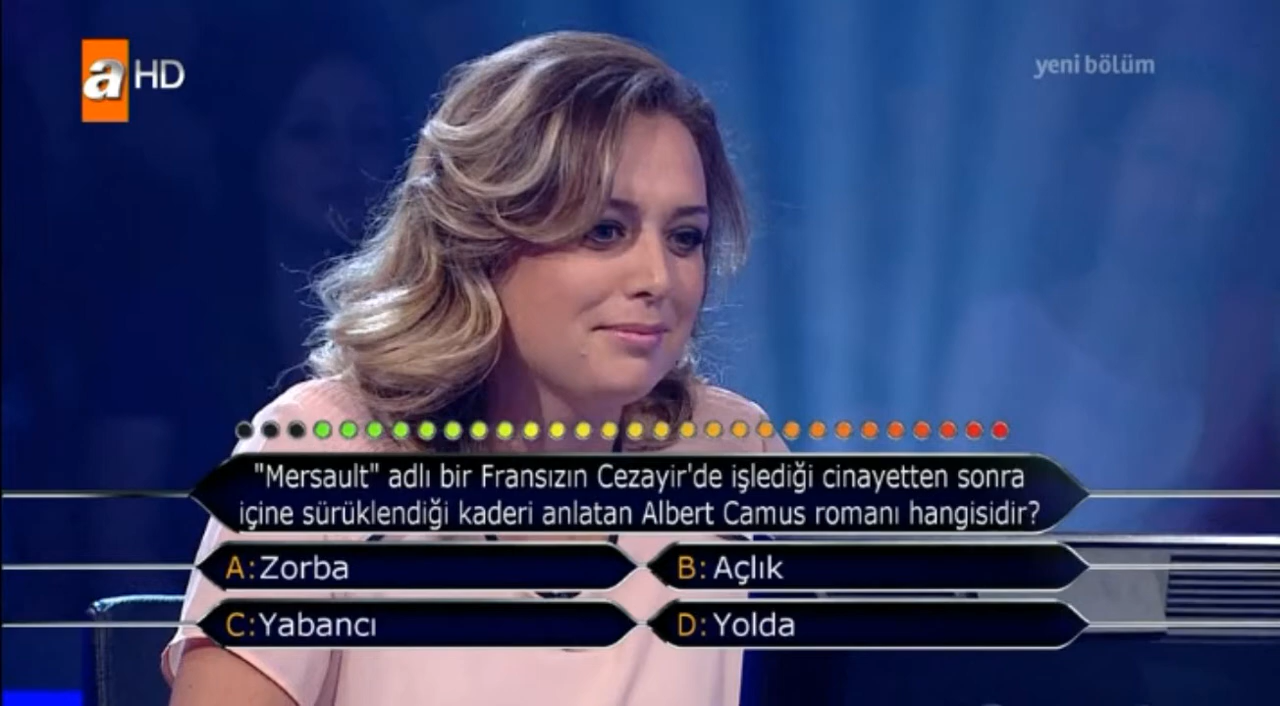 a HD
yeni bölüm
"Mersault" adlı bir Fransızın Cezayir'de işlediği cinayetten sonra
içine sürüklendiği kaderi anlatan Albert Camus romanı hangisidir?
A: Zorba
B: Açlık
C: Yabancı
D: Yolda